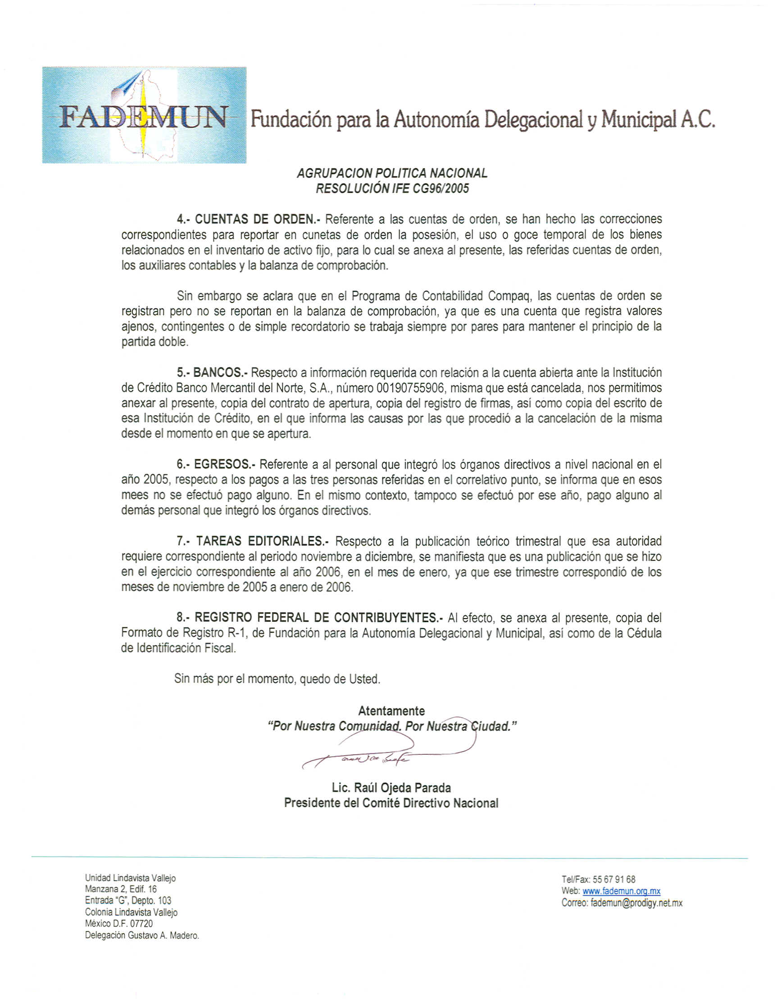 FADEMUN Fundación para la Autonomía Delegacional y Municipal A.C.
AGRUPACION POLITICA NACIONAL
RESOLUCIÓN IFE CG96/2005
4.- CUENTAS DE ORDEN.- Referente a las cuentas de orden, se han hecho las correcciones
correspondientes para reportar en cunetas de orden la posesión, el uso o goce temporal de los bienes
relacionados en el inventario de activo fijo, para lo cual se anexa al presente, las referidas cuentas de orden,
los auxiliares contables y la balanza de comprobación.
Sin embargo se aclara que en el Programa de Contabilidad Compaq, las cuentas de orden se
registran pero no se reportan en la balanza de comprobación, ya que es una cuenta que registra valores
ajenos, contingentes o de simple recordatorio se trabaja siempre por pares para mantener el principio de la
partida doble.
5.- BANCOS.- Respecto a información requerida con relación a la cuenta abierta ante la Institución
de Crédito Banco Mercantil del Norte, S.A., número 00190755906, misma que está cancelada, nos permitimos
anexar al presente, copia del contrato de apertura, copia del registro de firmas, así como copia del escrito de
esa Institución de Crédito, en el que informa las causas por las que procedió a la cancelación de la misma
desde el momento en que se apertura.
6.- EGRESOS.- Referente a al personal que integró los órganos directivos a nivel nacional en el
año 2005, respecto a los pagos a las tres personas referidas en el correlativo punto, se informa que en esos
mees no se efectuó pago alguno. En el mismo contexto, tampoco se efectuó por ese año, pago alguno al
demás personal que integró los órganos directivos.
7.- TAREAS EDITORIALES.- Respecto a la publicación teórico trimestral que esa autoridad
requiere correspondiente al periodo noviembre a diciembre, se manifiesta que es una publicación que se hizo
en el ejercicio correspondiente al año 2006, en el mes de enero, ya que ese trimestre correspondió de los
meses de noviembre de 2005 a enero de 2006.
8.- REGISTRO FEDERAL DE CONTRIBUYENTES.- Al efecto, se anexa al presente, copia del
Formato de Registro R-1, de Fundación para la Autonomía Delegacional y Municipal, así como de la Cédula
de Identificación Fiscal.
Sin más por el momento, quedo de Usted.
Atentamente
“Por Nuestra Comunidad. Por Nuestra Ciudad.”
Lic. Raúl Ojeda Parada
Presidente del Comité Directivo Nacional
Unidad Lindavista Vallejo
Manzana 2, Edif. 16
Entrada “G”, Depto. 103
Colonia Lindavista Vallejo
México D.F. 07720
Delegación Gustavo A. Madero.
Tel/Fax: 55 67 91 68
Web: www.fademun.org.mx
Correo: fademun@prodigy.net.mx